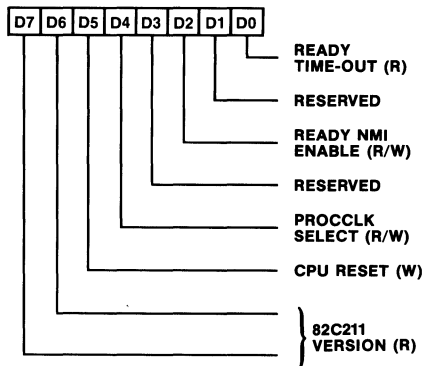 D7 D6 D5 D4 D3 D2 D1 D0
READY
TIME-OUT (R)
RESERVED
READY NMI
ENABLE (R/W)
RESERVED
PROCCLK
SELECT (R/W)
CPU RESET (W)
82C211
VERSION (R)